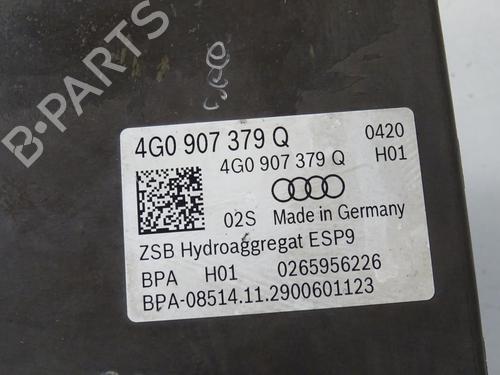 B-PARTS
4G0 907 379 Q 0420
4G0 907 379 Q H01
02S Made in Germany
ZSB Hydroaggregat ESP9
BPA H01 0265956226
BPA-08514.11.2900601123